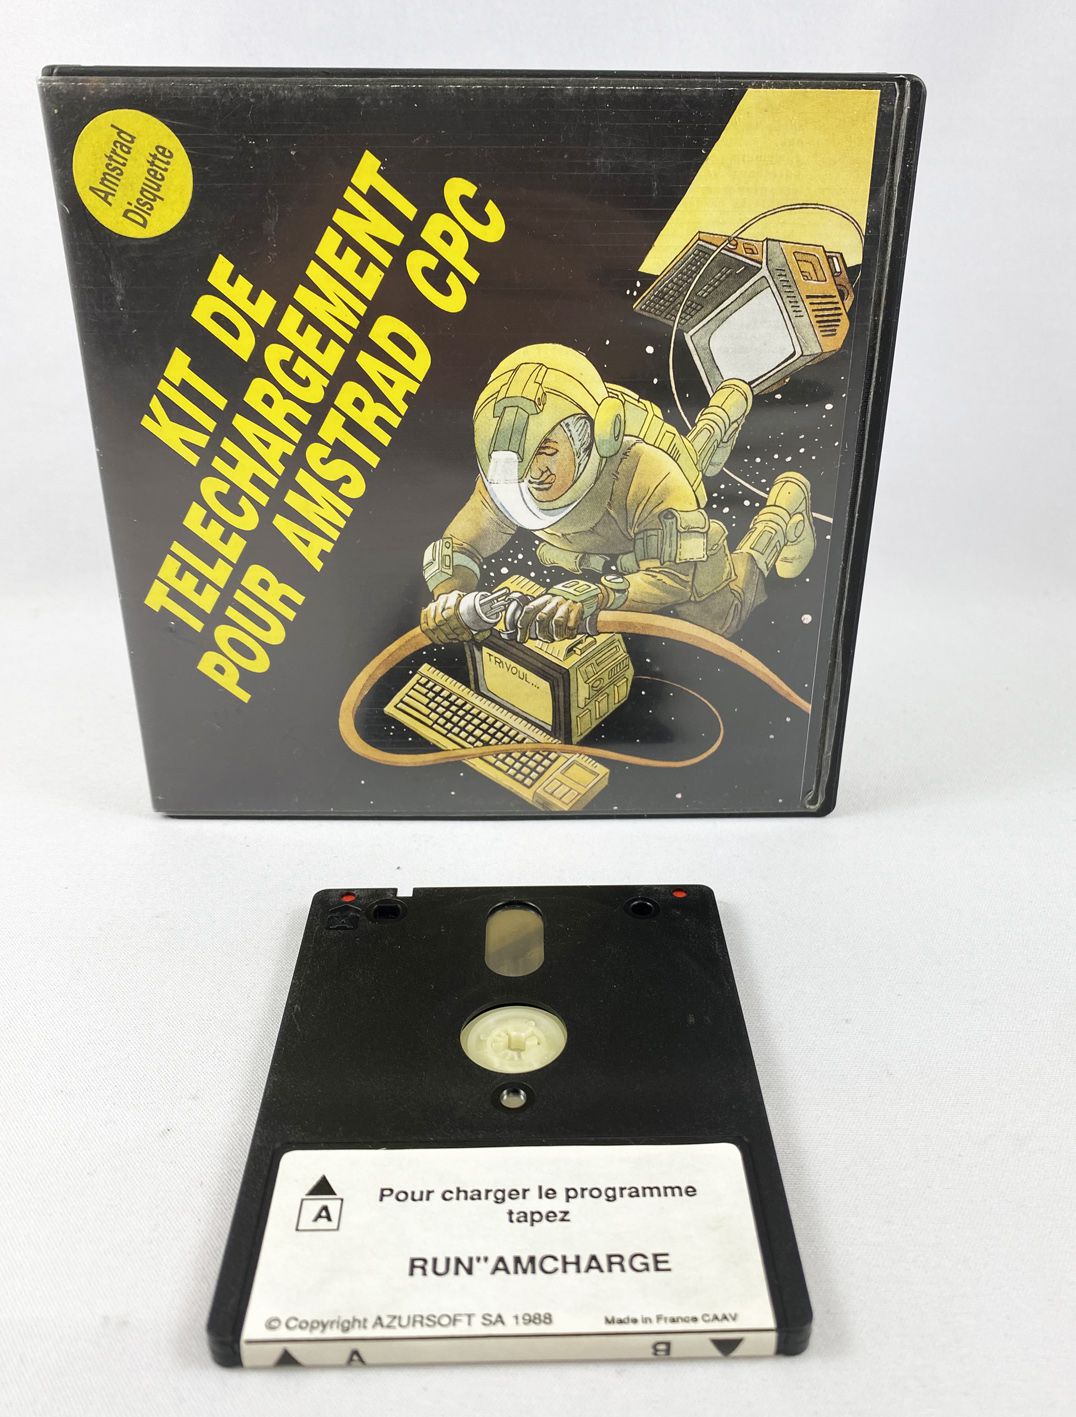 Amstrad
Disquette
KIT DE
TELECHARGEMENT
POUR AMSTRAD CPC
TRIVOUL...
A
Pour charger le programme
tapez
RUN"AMCHARGE
© Copyright AZURSOFT SA 1988
Made in France CAAV
A
B